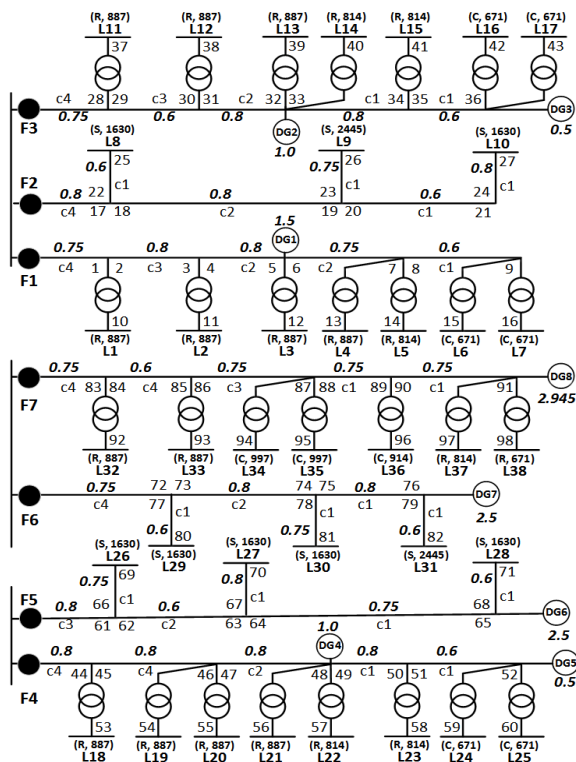 (R, 887) (R, 887) (R, 887) (R, 814) (R, 814) (C, 671) (C, 671)
L11 L12 L13 L14 L15 L16 L17
37 38 39 40 41 42 43
c4 28 29 c3 30 31 c2 32 33 c1 34 35 c1 36 DG3
F3 0.75 0.6 0.8 0.8 0.6 0.5
DG2
(S, 1630) 1.0 (S, 2445) (S, 1630)
L8 L9 L10
0.6 25 0.75 26 0.8 27
F2 c1 c1 c1
0.8 22 0.8 23 0.6 24
c4 17 18 c2 19 20 c1 21
1.5
0.75 0.8 0.8 DG1 0.75 0.6
F1 c4 1 2 c3 3 4 c2 5 6 c2 7 8 c1 9
10 11 12 13 14 15 16
(R, 887) (R, 887) (R, 887) (R, 887) (R, 814) (C, 671) (C, 671)
L1 L2 L3 L4 L5 L6 L7
0.75 0.6 0.75 0.75 0.75 DG8
F7 c4 83 84 c4 85 86 c3 87 88 c1 89 90 c1 91 2.945
92 93 94 95 96 97 98
(R, 887) (R, 887) (C, 997) (C, 997) (C, 914) (R, 814) (R, 671)
L32 L33 L34 L35 L36 L37 L38
0.75 72 73 0.8 74 75 0.8 76 DG7
F6 c4 77 c1 c2 78 c1 c1 79 c1 2.5
0.6 80 0.75 81 0.6 82
(S, 1630) (S, 1630) (S, 2445)
L29 L30 L31
(S, 1630) (S, 1630) (S, 1630)
L26 L27 L28
0.75 69 0.8 70 0.6 71
F5 66 c1 67 c1 68 c1
0.8 0.6 0.75 DG6
c3 61 62 c2 63 64 c1 65 2.5
1.0
0.8 0.8 0.8 DG4 0.8 0.6 DG5
F4 c4 44 45 c4 46 47 c2 48 49 c1 50 51 c1 52 0.5
53 54 55 56 57 58 59 60
(R, 887) (R, 887) (R, 887) (R, 887) (R, 814) (R, 814) (C, 671) (C, 671)
L18 L19 L20 L21 L22 L23 L24 L25